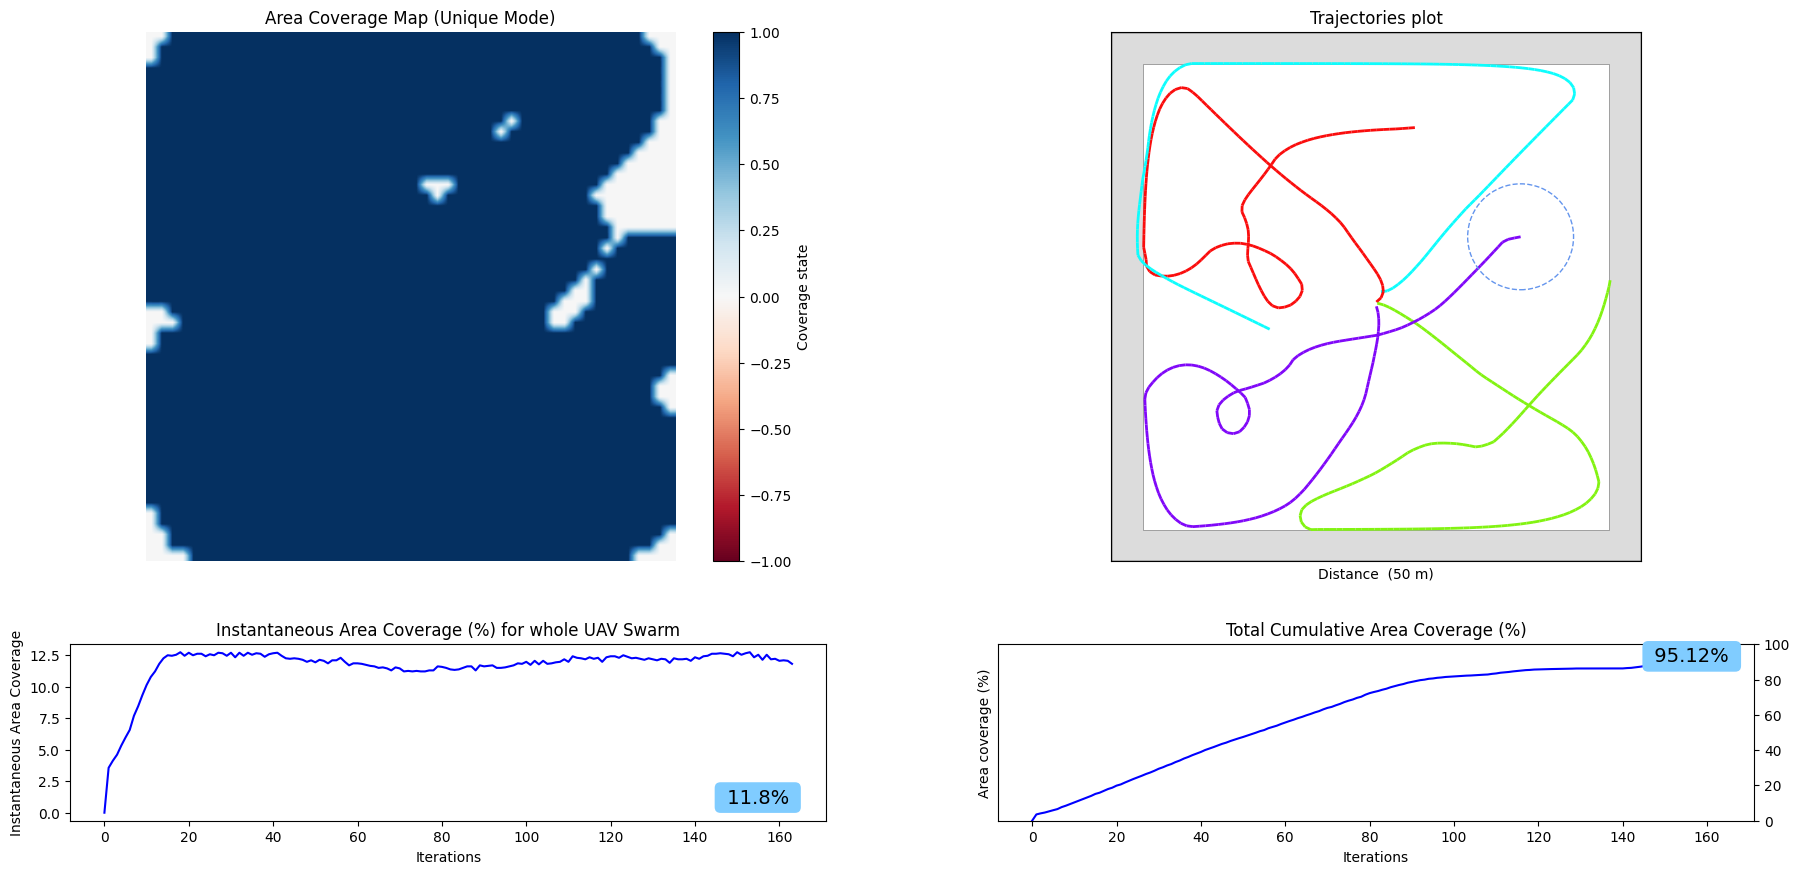 Area Coverage Map (Unique Mode)
1.00
0.75
0.50
0.25
0.00
−0.25
−0.50
−0.75
−1.00
Coverage state
Trajectories plot
Distance  (50 m)
Instantaneous Area Coverage (%) for whole UAV Swarm
Instantaneous Area Coverage
12.5
10.0
7.5
5.0
2.5
0.0
11.8%
0 20 40 60 80 100 120 140 160
Iterations
Total Cumulative Area Coverage (%)
Area coverage (%)
95.12%
100
80
60
40
20
0
0 20 40 60 80 100 120 140 160
Iterations